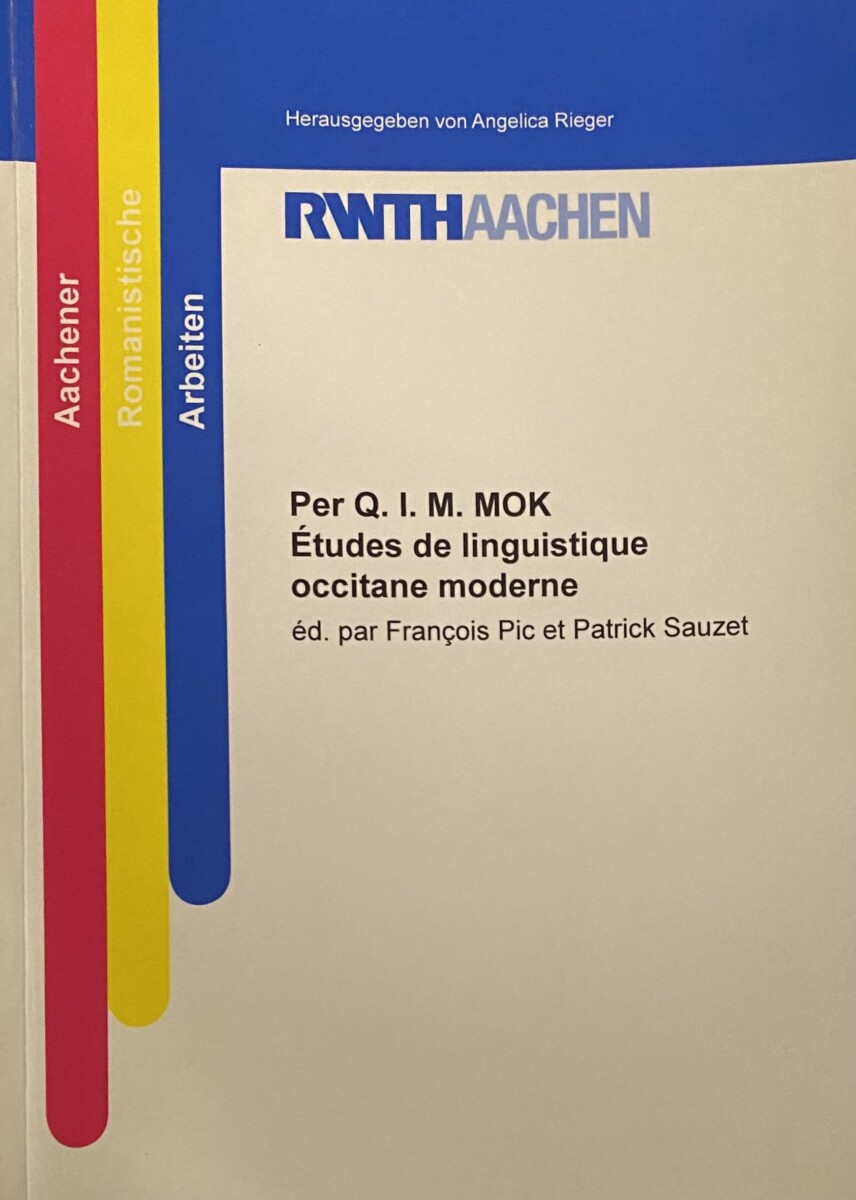 Herausgegeben von Angelica Rieger
RWTHAACHEN
Aachener
Romanistische
Arbeiten
Per Q. I. M. MOK
Études de linguistique
occitane moderne
éd. par François Pic et Patrick Sauzet